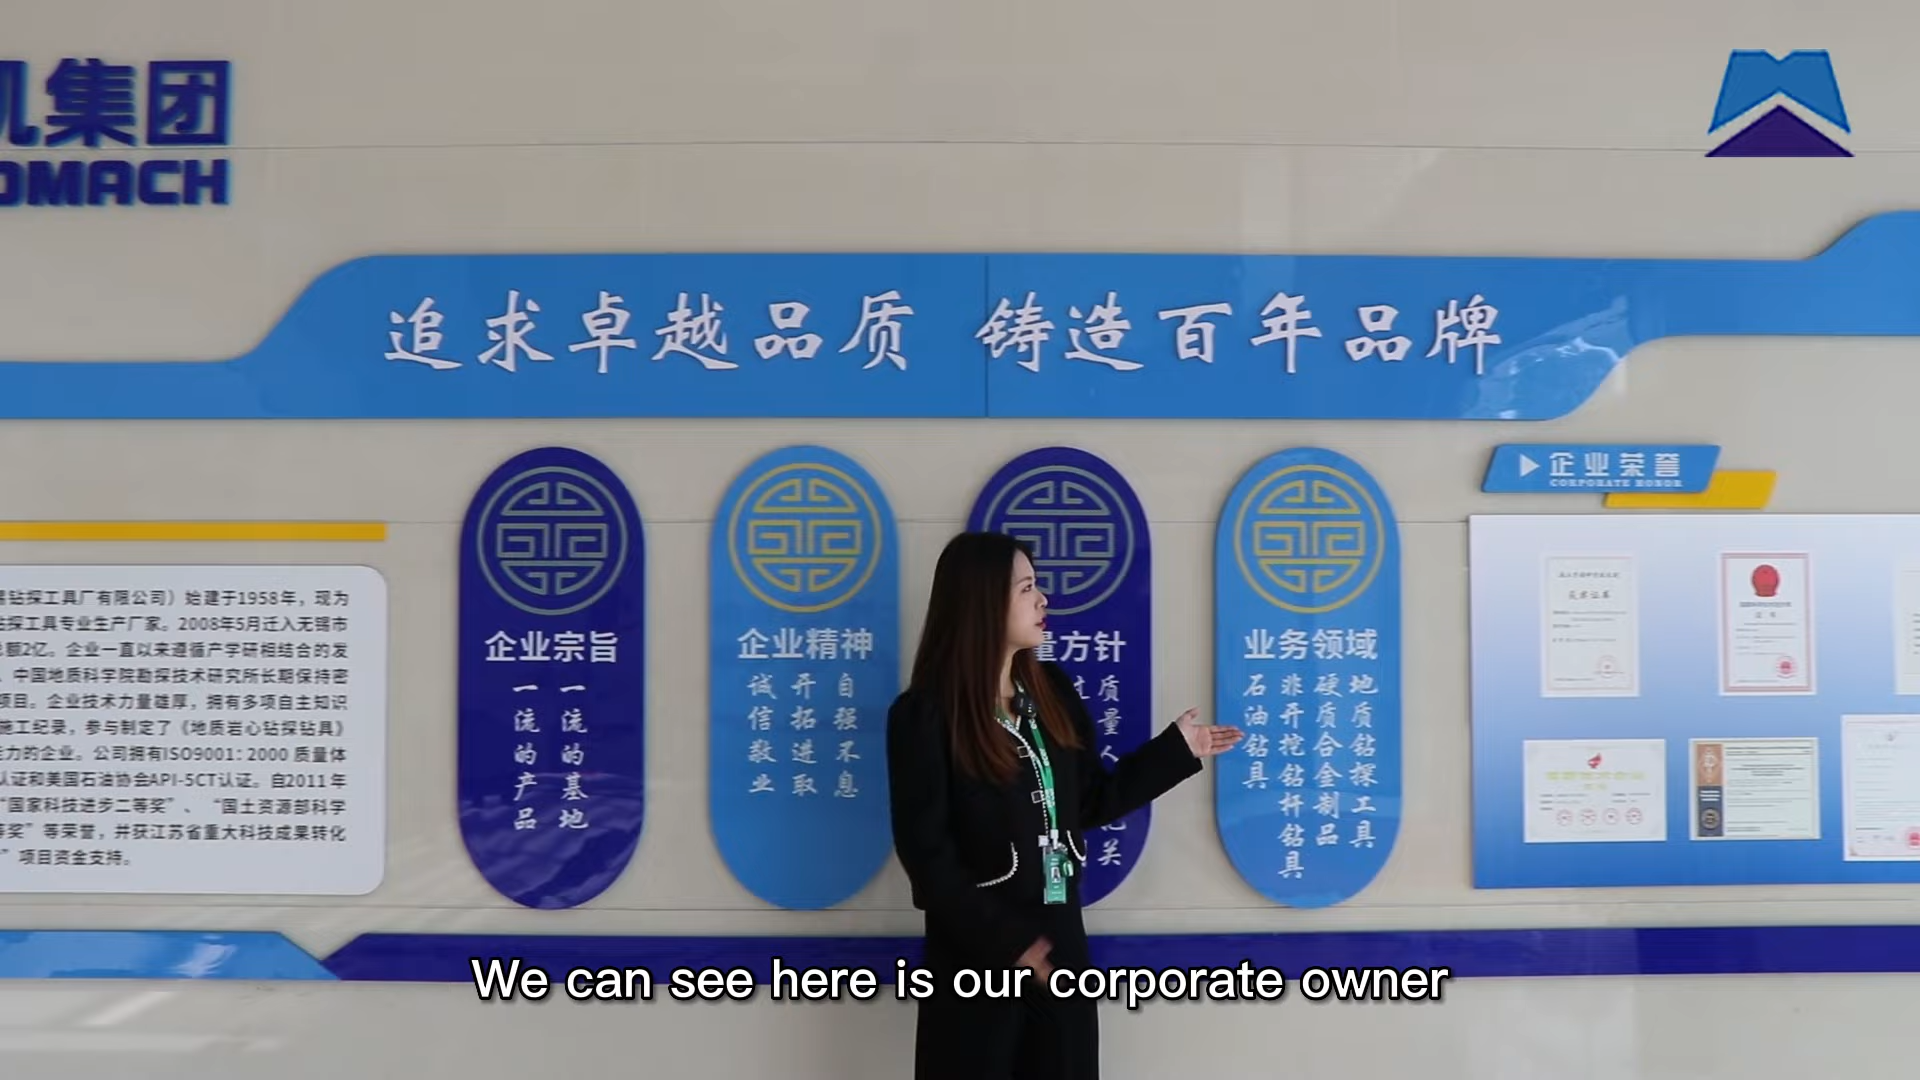 机集团
OMACH
追求卓越品质 铸造百年品牌
企业荣誉
CORPORATE HONOR
钻探工具厂有限公司）始建于1958年，现为
钻探工具专业生产厂家。2008年5月迁入无锡市
总额2亿。企业一直以来遵循产学研相结合的发
、中国地质科学院勘探技术研究所长期保持密
项目。企业技术力量雄厚，拥有多项自主知识
施工纪录，参与制定了《地质岩心钻探钻具》
能力的企业。公司拥有ISO9001: 2000 质量体
认证和美国石油协会API-5CT认证。自2011 年
“国家科技进步二等奖”、“国土资源部科学
等奖”等荣誉，并获江苏省重大科技成果转化
”项目资金支持。
企业宗旨
一流的基地
一流的产品
企业精神
自强不息
开拓进取
诚信敬业
量方针
质量人
关
业务领域
地质钻探工具
硬质合金制品
非开挖钻杆钻具
石油钻具
We can see here is our corporate owner